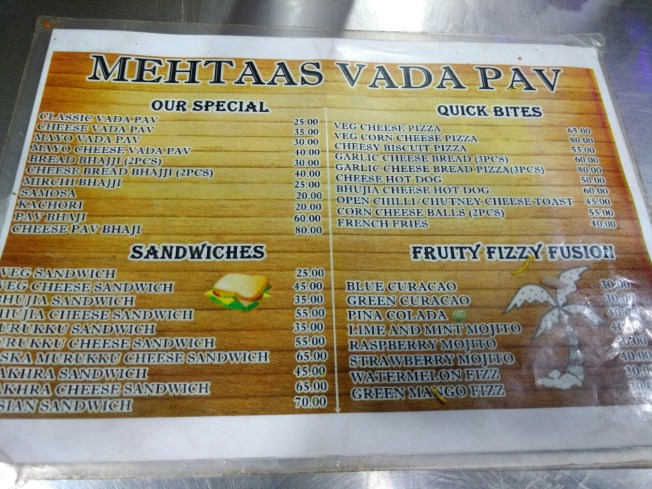 MEHTAAS VADA PAV
OUR SPECIAL
CLASSIC VADA PAV 25.00
CHEESE VADA PAV 35.00
MAYO VADA PAV 30.00
MAYO CHEESE VADA PAV 40.00
BREAD BHAJJI (2PCS) 30.00
CHEESE BREAD BHAJJI (2PCS) 40.00
MIRCHI BHAJJI 25.00
SAMOSA 20.00
KACHORI 20.00
PAV BHAJI 60.00
CHEESE PAV BHAJI 80.00
SANDWICHES
VEG SANDWICH 25.00
VEG CHEESE SANDWICH 45.00
BHUJIA SANDWICH 35.00
BHUJIA CHEESE SANDWICH 55.00
MURUKKU SANDWICH 35.00
MURUKKU CHEESE SANDWICH 55.00
MURUKKU CHEESE SANDWICH 65.00
SANDWICH 45.00
CHEESE SANDWICH 65.00
SANDWICH 70.00
QUICK BITES
VEG CHEESE PIZZA 65.00
VEG CORN CHEESE PIZZA 80.00
CHEESY BISCUIT PIZZA 55.00
GARLIC CHEESE BREAD (3PCS) 60.00
GARLIC CHEESE BREAD PIZZA(3PCS) 80.00
CHEESE HOT DOG 50.00
BHUJIA CHEESE HOT DOG 60.00
OPEN CHILLI/ CHUTNEY CHEESE TOAST 45.00
CORN CHEESE BALLS (2PCS) 55.00
FRENCH FRIES 40.00
FRUITY FIZZY FUSION
BLUE CURACAO 30.00
GREEN CURACAO
PINA COLADA
LIME AND MINT MOJITO
RASPBERRY MOJITO
STRAWBERRY MOJITO
WATERMELON FIZZ
GREEN MANGO FIZZ